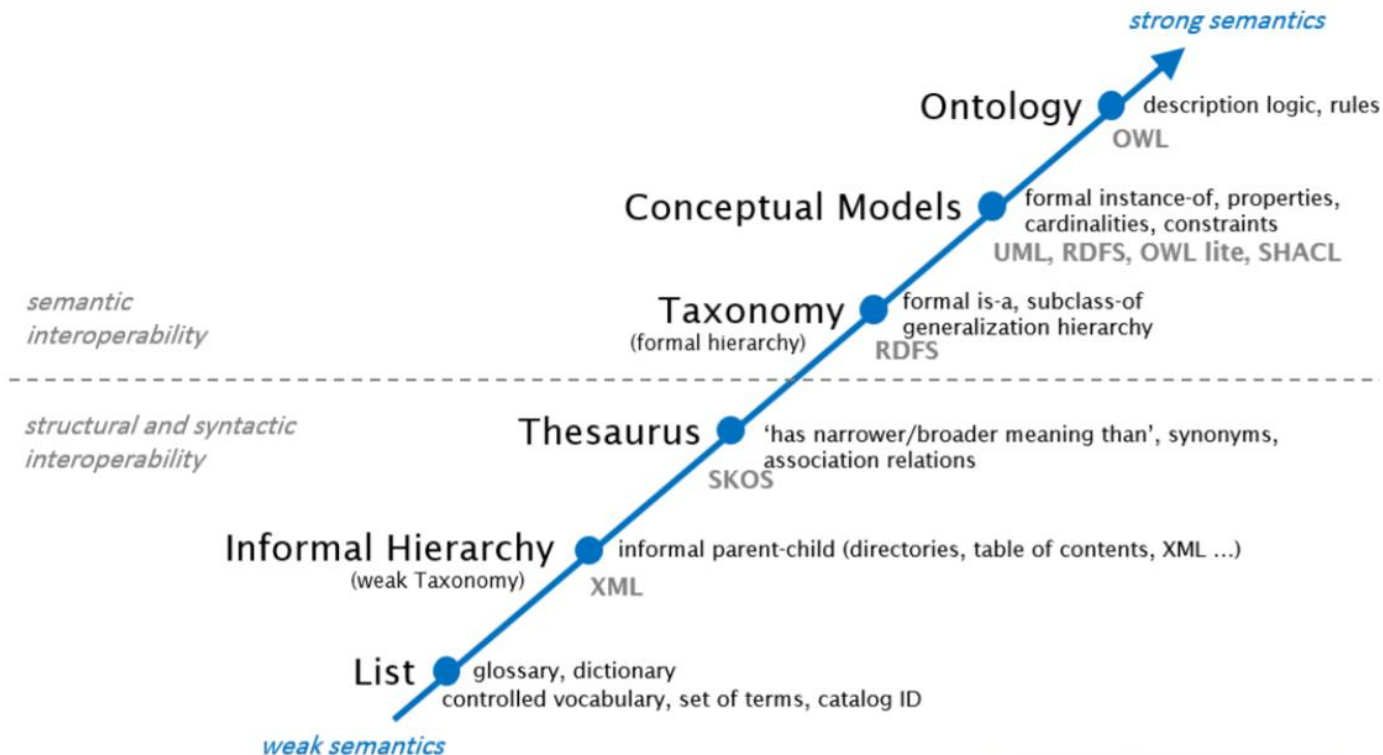 strong semantics
Ontology
description logic, rules
OWL
Conceptual Models
formal instance-of, properties,
cardinalities, constraints
UML, RDFS, OWL lite, SHACL
semantic
interoperability
Taxonomy
(formal hierarchy)
formal is-a, subclass-of
generalization hierarchy
RDFS
structural and syntactic
interoperability
Thesaurus
‘has narrower/broader meaning than’, synonyms,
association relations
SKOS
Informal Hierarchy
(weak Taxonomy)
informal parent-child (directories, table of contents, XML ...)
XML
List
glossary, dictionary
controlled vocabulary, set of terms, catalog ID
weak semantics